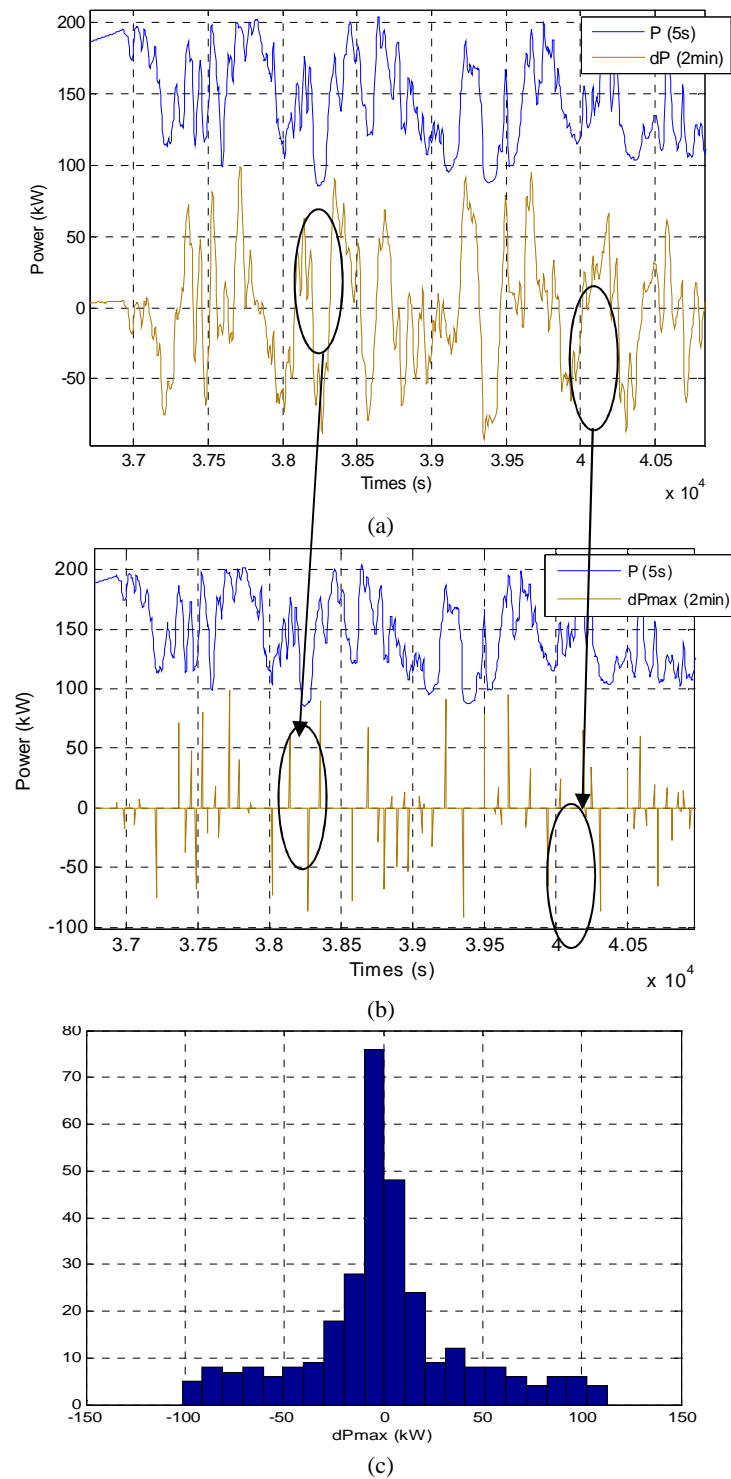 200
150
100
50
0
-50
Power (kW)
P (5s)
dP (2min)
3.7 3.75 3.8 3.85 3.9 3.95 4 4.05
Times (s)
x 10^4
(a)
200
150
100
50
0
-50
-100
Power (kW)
P (5s)
dPmax (2min)
3.7 3.75 3.8 3.85 3.9 3.95 4 4.05
Times (s)
x 10^4
(b)
80
70
60
50
40
30
20
10
0
-150 -100 -50 0 50 100 150
dPmax (kW)
(c)